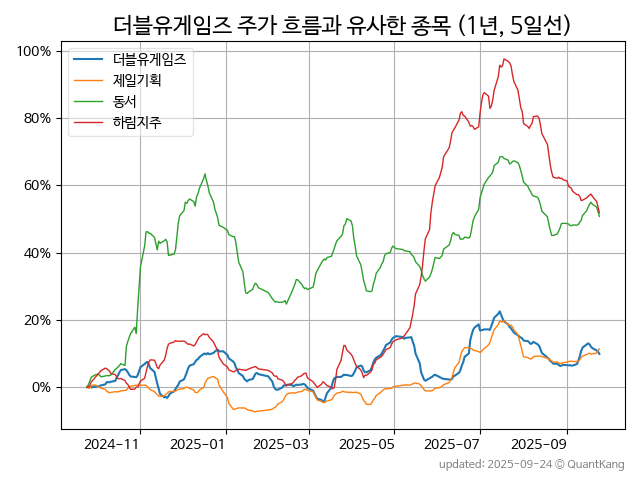 더블유게임즈 주가 흐름과 유사한 종목 (1년, 5일선)
100%
80%
60%
40%
20%
0%
더블유게임즈
제일기획
동서
하림지주
2024-11
2025-01
2025-03
2025-05
2025-07
2025-09
updated: 2025-09-24 © QuantKang